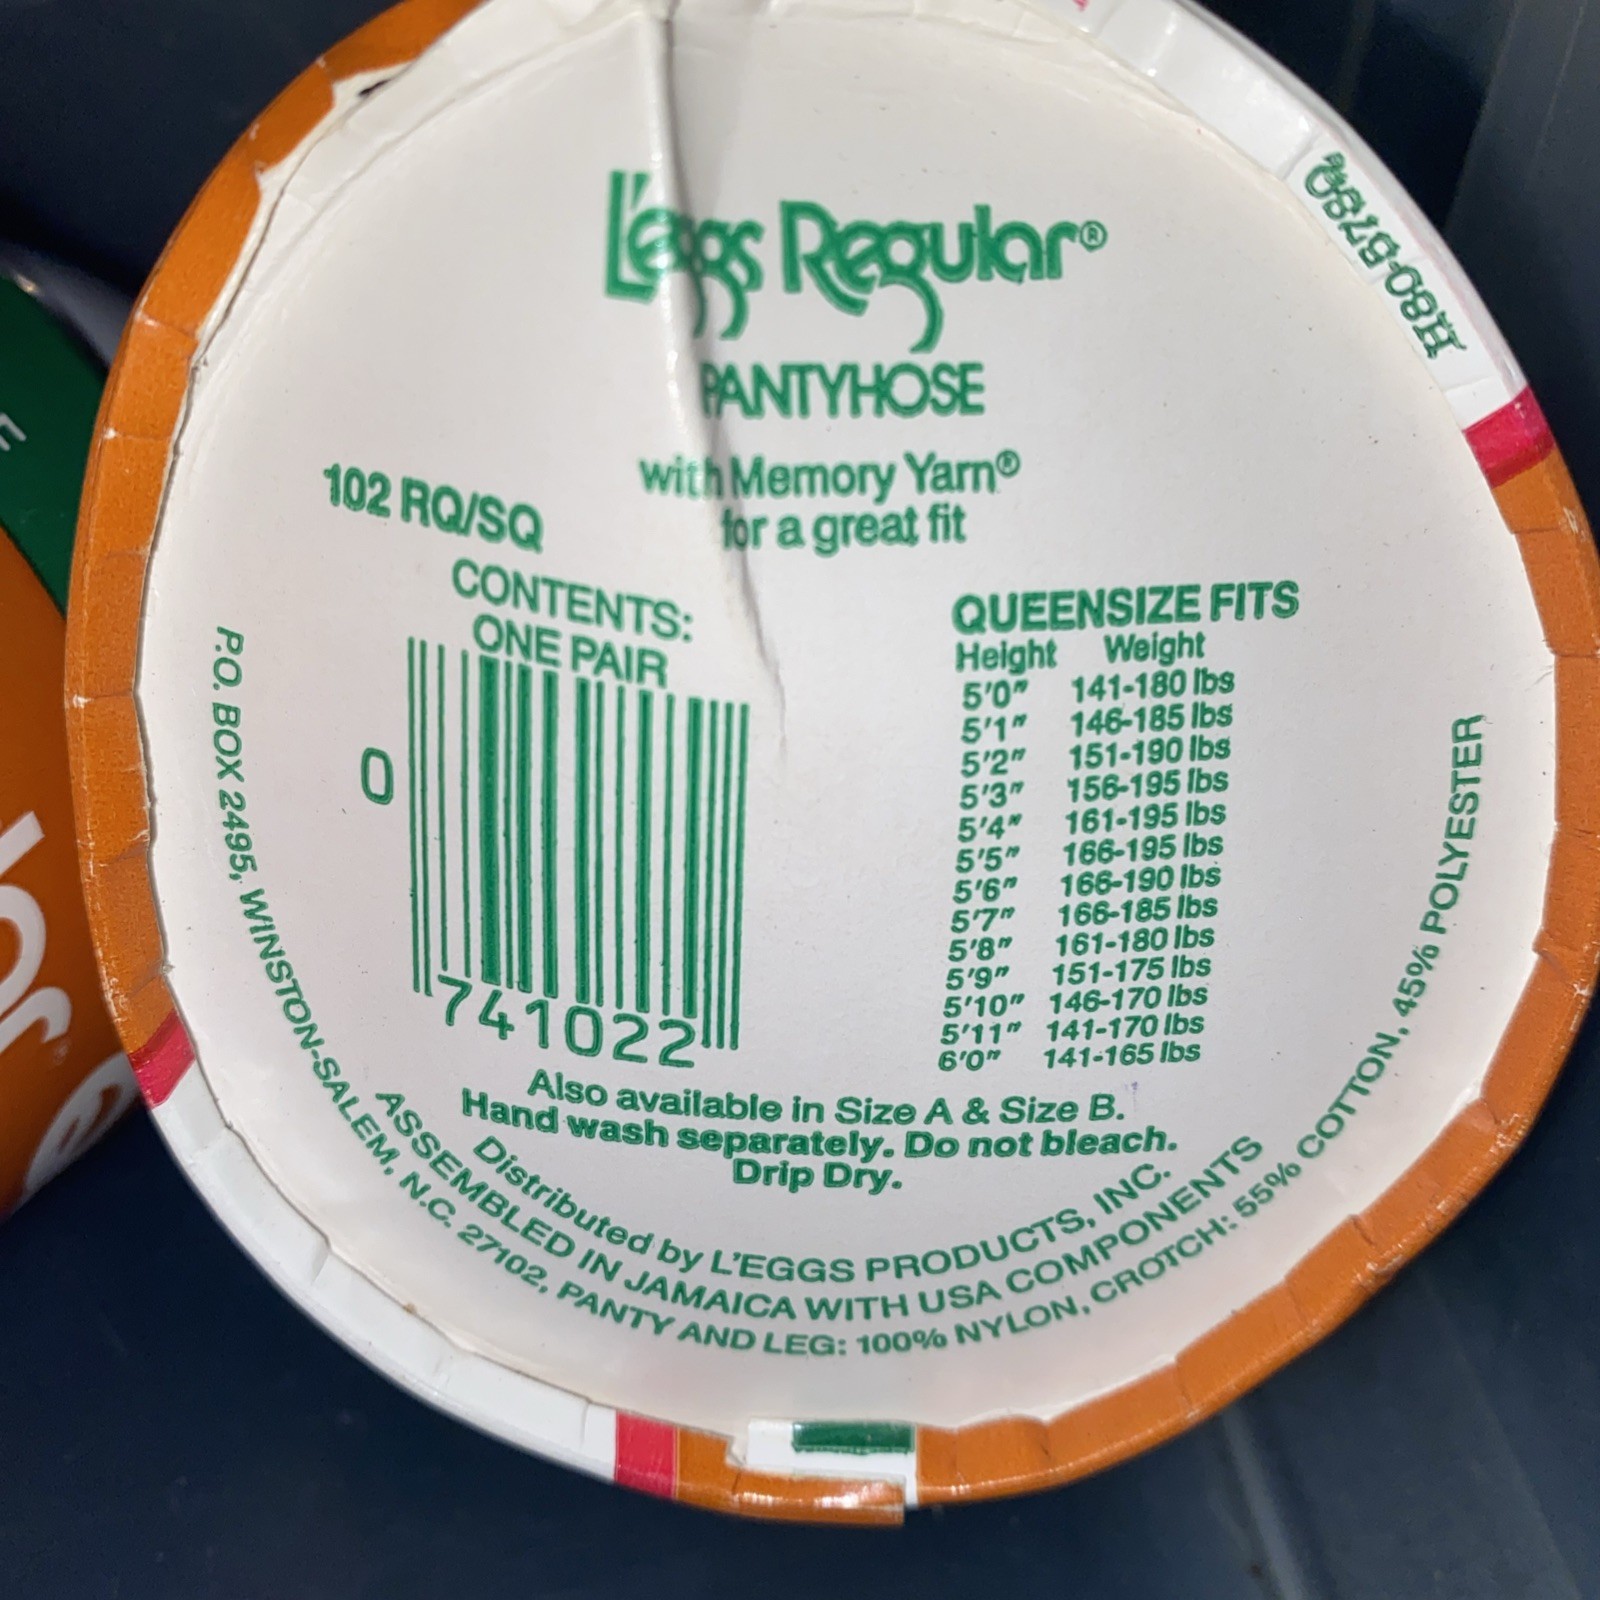 L'eggs Regular®
PANTYHOSE
with Memory Yarn®
for a great fit
102 RQ/SQ
CONTENTS:
ONE PAIR
0
741022
QUEENSIZE FITS
Height Weight
5'0" 141-180 lbs
5'1" 146-185 lbs
5'2" 151-190 lbs
5'3" 156-195 lbs
5'4" 161-195 lbs
5'5" 166-195 lbs
5'6" 166-190 lbs
5'7" 166-185 lbs
5'8" 161-180 lbs
5'9" 151-175 lbs
5'10" 146-170 lbs
5'11" 141-170 lbs
6'0" 141-165 lbs
Also available in Size A & Size B.
Hand wash separately. Do not bleach.
Drip Dry.
Distributed by L'EGGS PRODUCTS, INC.
ASSEMBLED IN JAMAICA WITH USA COMPONENTS
P.O. BOX 2495, WINSTON-SALEM, N.C. 27102, PANTY AND LEG: 100% NYLON, CROTCH: 55% COTTON, 45% POLYESTER